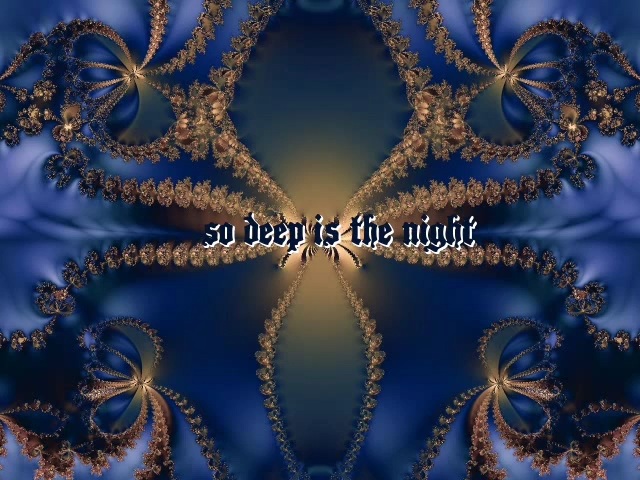 so deep is the night